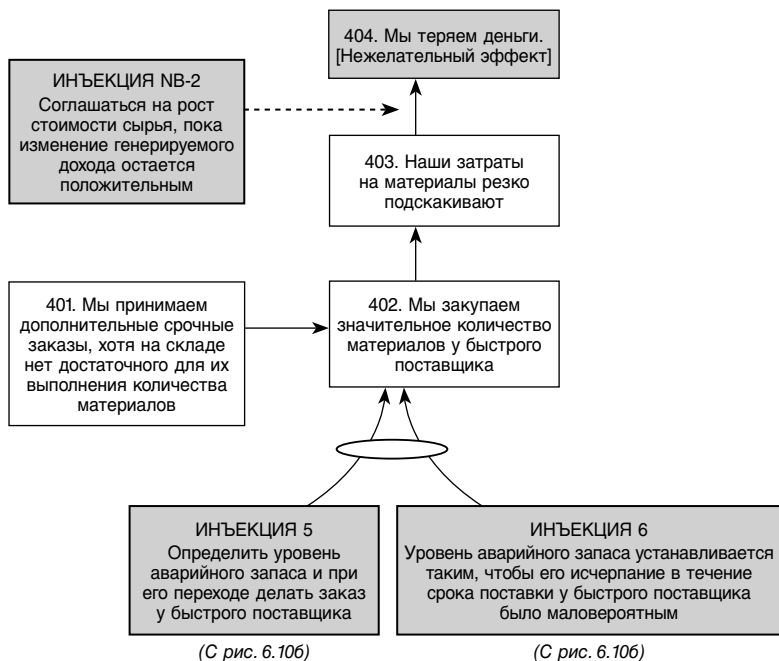 404. Мы теряем деньги.
[Нежелательный эффект]
ИНЪЕКЦИЯ NB-2
Соглашаться на рост
стоимости сырья, пока
изменение генерируемого
дохода остается
положительным
403. Наши затраты
на материалы резко
подскакивают
401. Мы принимаем
дополнительные срочные
заказы, хотя на складе
нет достаточного для их
выполнения количества
материалов
402. Мы закупаем
значительное количество
материалов у быстрого
поставщика
ИНЪЕКЦИЯ 5
Определить уровень
аварийного запаса и при
его переходе делать заказ
у быстрого поставщика
(С рис. 6.10б)
ИНЪЕКЦИЯ 6
Уровень аварийного запаса устанавливается
таким, чтобы его исчерпание в течение
срока поставки у быстрого поставщика
было маловероятным
(С рис. 6.10б)